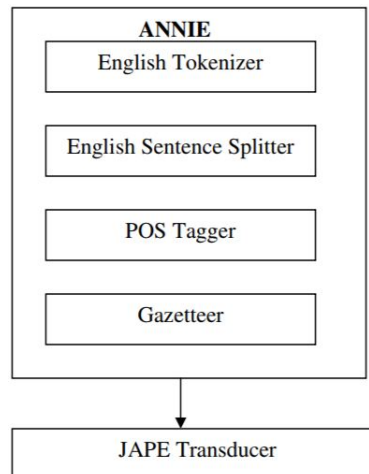 ANNIE
English Tokenizer
English Sentence Splitter
POS Tagger
Gazetteer
JAPE Transducer